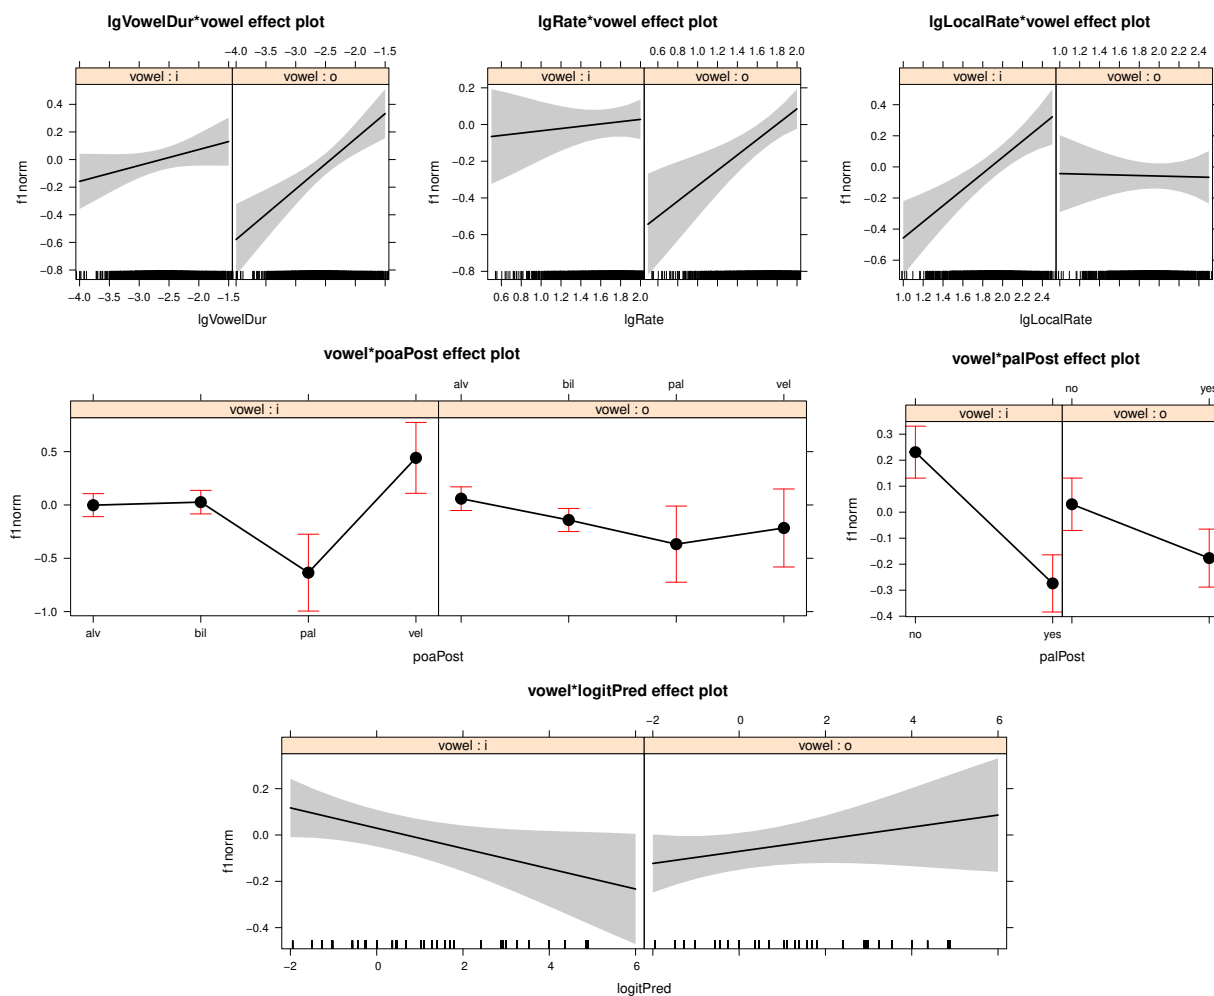 lgVowelDur*vowel effect plot
−4.0 −3.5 −3.0 −2.5 −2.0 −1.5
vowel : i
vowel : o
f1norm
0.4
0.2
0.0
−0.2
−0.4
−0.6
−0.8
−4.0 −3.5 −3.0 −2.5 −2.0 −1.5
lgVowelDur
lgRate*vowel effect plot
0.6 0.8 1.0 1.2 1.4 1.6 1.8 2.0
vowel : i
vowel : o
f1norm
0.2
0.0
−0.2
−0.4
−0.6
−0.8
0.6 0.8 1.0 1.2 1.4 1.6 1.8 2.0
lgRate
lgLocalRate*vowel effect plot
1.0 1.2 1.4 1.6 1.8 2.0 2.2 2.4
vowel : i
vowel : o
f1norm
0.4
0.2
0.0
−0.2
−0.4
−0.6
1.0 1.2 1.4 1.6 1.8 2.0 2.2 2.4
lgLocalRate
vowel*poaPost effect plot
alv bil pal vel
vowel : i
vowel : o
f1norm
0.5
0.0
−0.5
−1.0
alv bil pal vel
poaPost
vowel*palPost effect plot
no yes
vowel : i
vowel : o
f1norm
0.3
0.2
0.1
0.0
−0.1
−0.2
−0.3
−0.4
no yes
palPost
vowel*logitPred effect plot
−2 0 2 4 6
vowel : i
vowel : o
f1norm
0.2
0.0
−0.2
−0.4
−2 0 2 4 6
logitPred